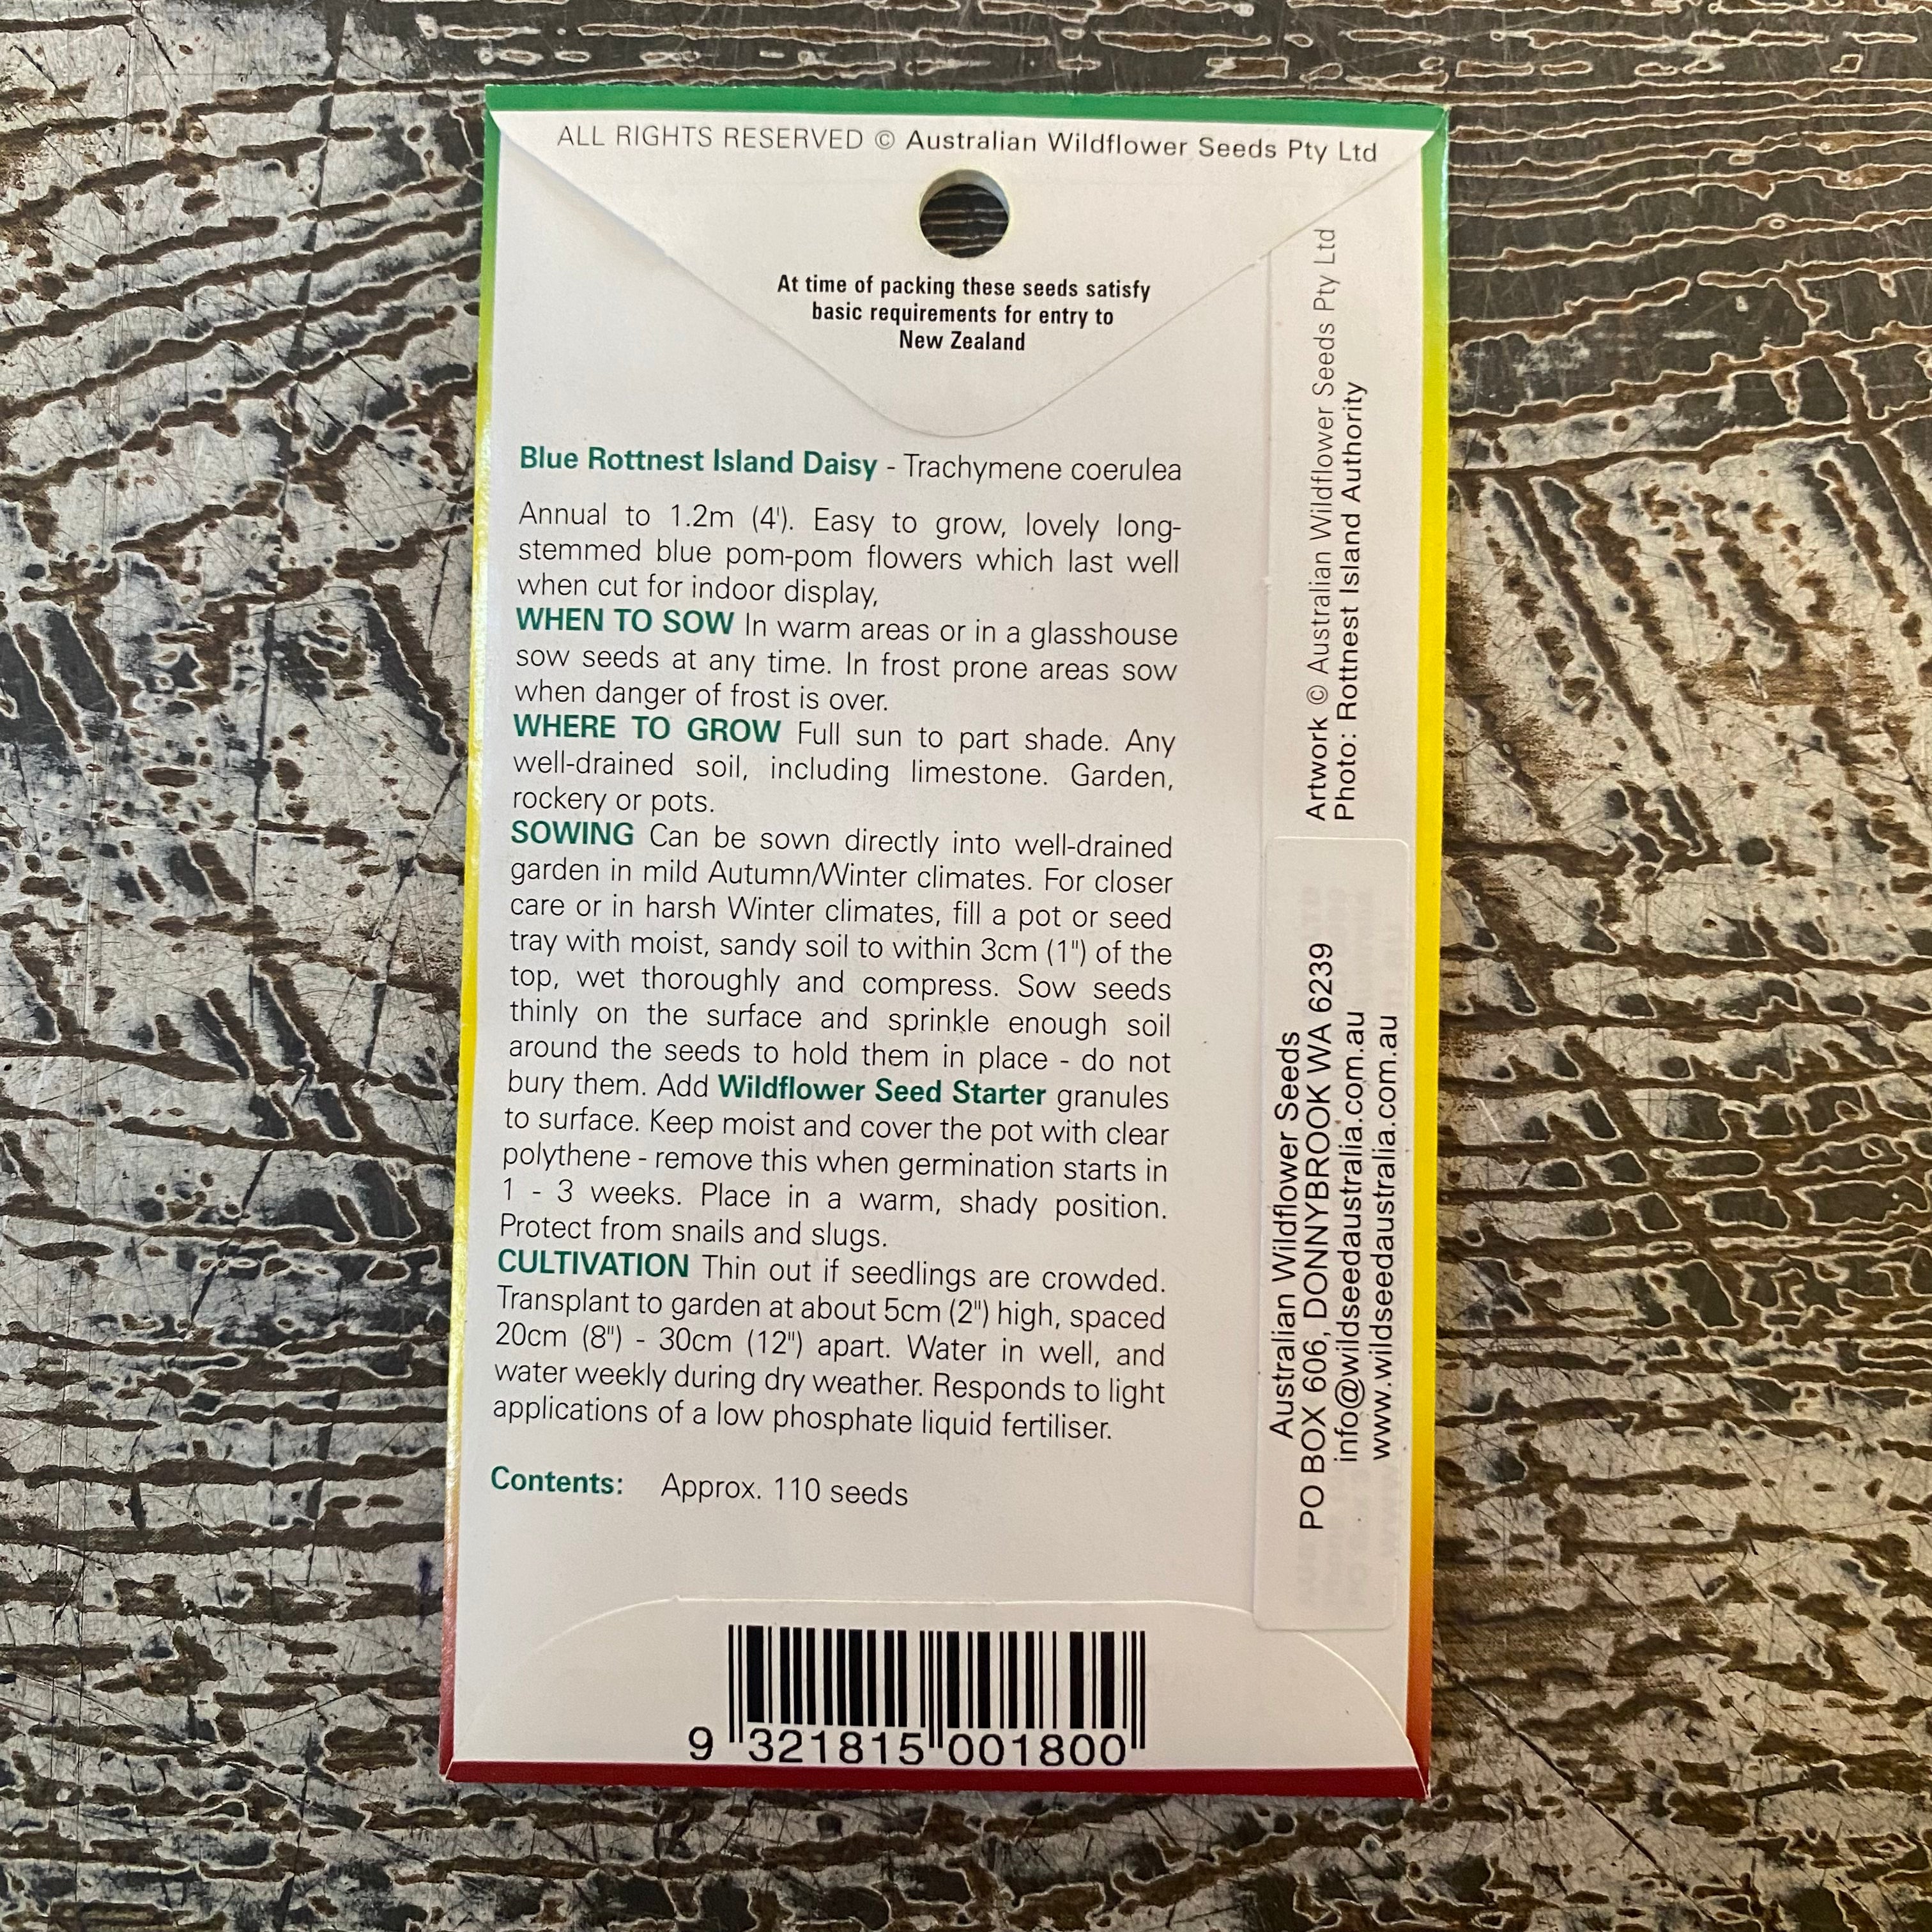 ALL RIGHTS RESERVED © Australian Wildflower Seeds Pty Ltd
At time of packing these seeds satisfy
basic requirements for entry to
New Zealand
Blue Rottnest Island Daisy - Trachymene coerulea
Annual to 1.2m (4'). Easy to grow, lovely long-
stemmed blue pom-pom flowers which last well
when cut for indoor display,
WHEN TO SOW In warm areas or in a glasshouse
sow seeds at any time. In frost prone areas sow
when danger of frost is over.
WHERE TO GROW Full sun to part shade. Any
well-drained soil, including limestone. Garden,
rockery or pots.
SOWING Can be sown directly into well-drained
garden in mild Autumn/Winter climates. For closer
care or in harsh Winter climates, fill a pot or seed
tray with moist, sandy soil to within 3cm (1") of the
top, wet thoroughly and compress. Sow seeds
thinly on the surface and sprinkle enough soil
around the seeds to hold them in place - do not
bury them. Add Wildflower Seed Starter granules
to surface. Keep moist and cover the pot with clear
polythene - remove this when germination starts in
1 - 3 weeks. Place in a warm, shady position.
Protect from snails and slugs.
CULTIVATION Thin out if seedlings are crowded.
Transplant to garden at about 5cm (2") high, spaced
20cm (8") - 30cm (12") apart. Water in well, and
water weekly during dry weather. Responds to light
applications of a low phosphate liquid fertiliser.
Contents: Approx. 110 seeds
9 321815 001800
Artwork © Australian Wildflower Seeds Pty Ltd
Photo: Rottnest Island Authority
Australian Wildflower Seeds
PO BOX 606, DONNYBROOK WA 6239
info@wildseedaustralia.com.au
www.wildseedaustralia.com.au